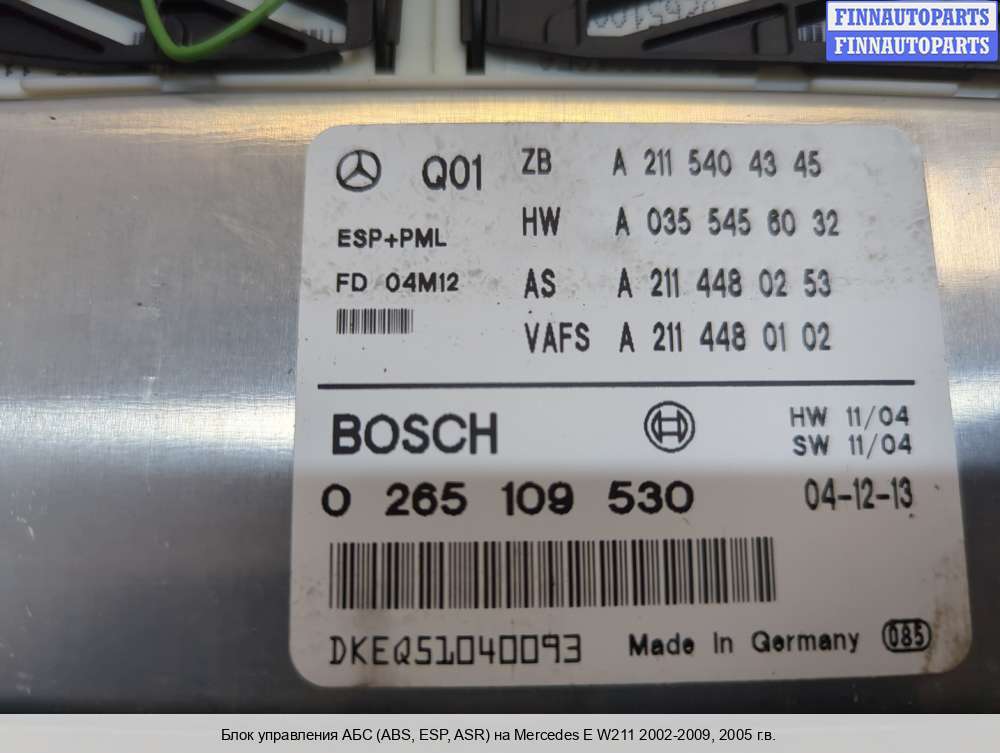 FINNAUTOPARTS
FINNAUTOPARTS
Q01
ZB A 211 540 43 45
HW A 035 545 60 32
ESP+PML
FD 04M12
AS A 211 448 02 53
VAFS A 211 448 01 02
BOSCH
HW 11/04
SW 11/04
0 265 109 530
04-12-13
DKEQ51040093
Made in Germany 085
Блок управления АБС (ABS, ESP, ASR) на Mercedes E W211 2002-2009, 2005 г.в.